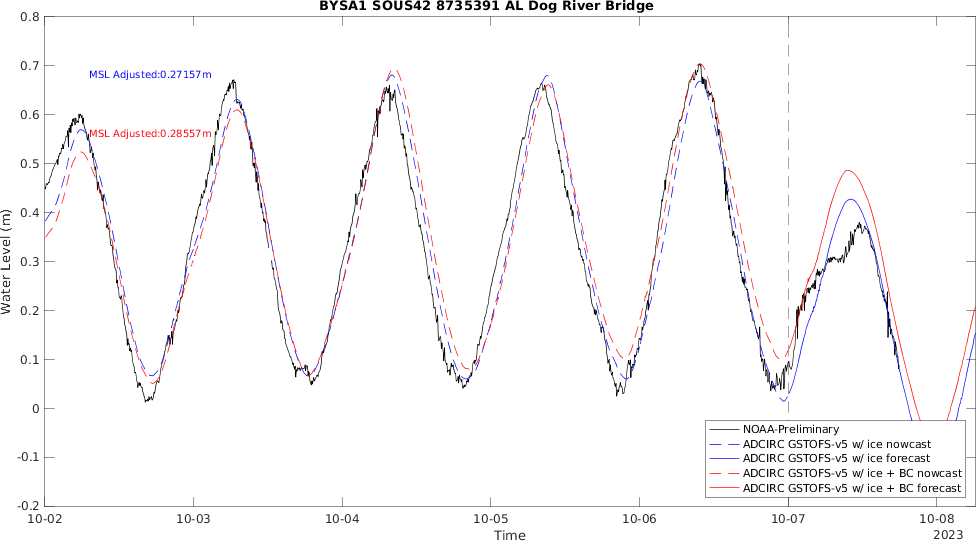 BYSA1 SOUS42 8735391 AL Dog River Bridge
0.8
0.7
0.6
0.5
0.4
0.3
0.2
0.1
0
-0.1
-0.2
Water Level (m)
MSL Adjusted:0.27157m
MSL Adjusted:0.28557m
NOAA-Preliminary
ADCIRC GSTOFS-v5 w/ ice nowcast
ADCIRC GSTOFS-v5 w/ ice forecast
ADCIRC GSTOFS-v5 w/ ice + BC nowcast
ADCIRC GSTOFS-v5 w/ ice + BC forecast
10-02 10-03 10-04 10-05 10-06 10-07 10-08
Time
2023